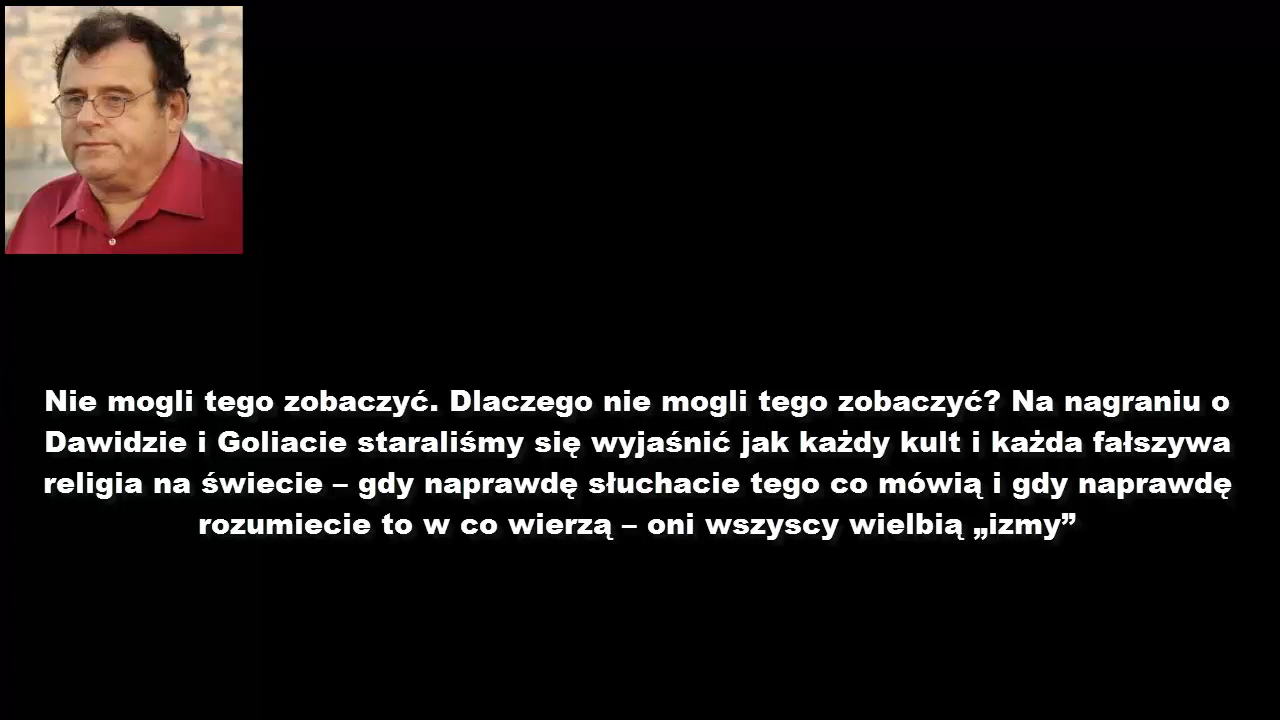 Nie mogli tego zobaczyć. Dlaczego nie mogli tego zobaczyć? Na nagraniu o
Dawidzie i Goliacie staraliśmy się wyjaśnić jak każdy kult i każda fałszywa
religia na świecie – gdy naprawdę słuchacie tego co mówią i gdy naprawdę
rozumiecie to w co wierzą – oni wszyscy wielbią „izmy”